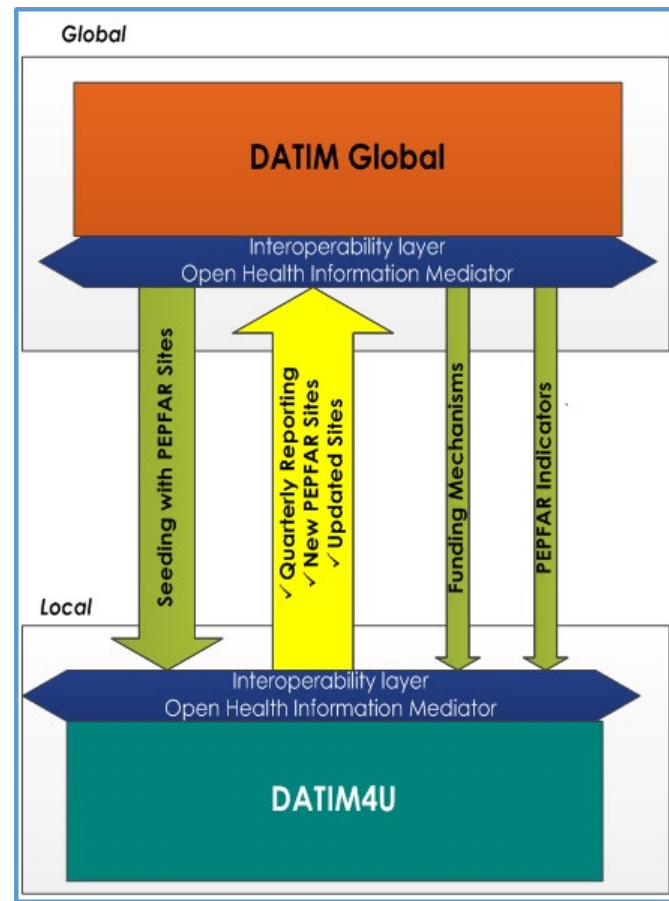 Global
DATIM Global
Interoperability layer
Open Health Information Mediator
Seeding with PEPFAR Sites
✓ Quarterly Reporting
✓ New PEPFAR Sites
✓ Updated Sites
Funding Mechanisms
PEPFAR Indicators
Local
Interoperability layer
Open Health Information Mediator
DATIM4U